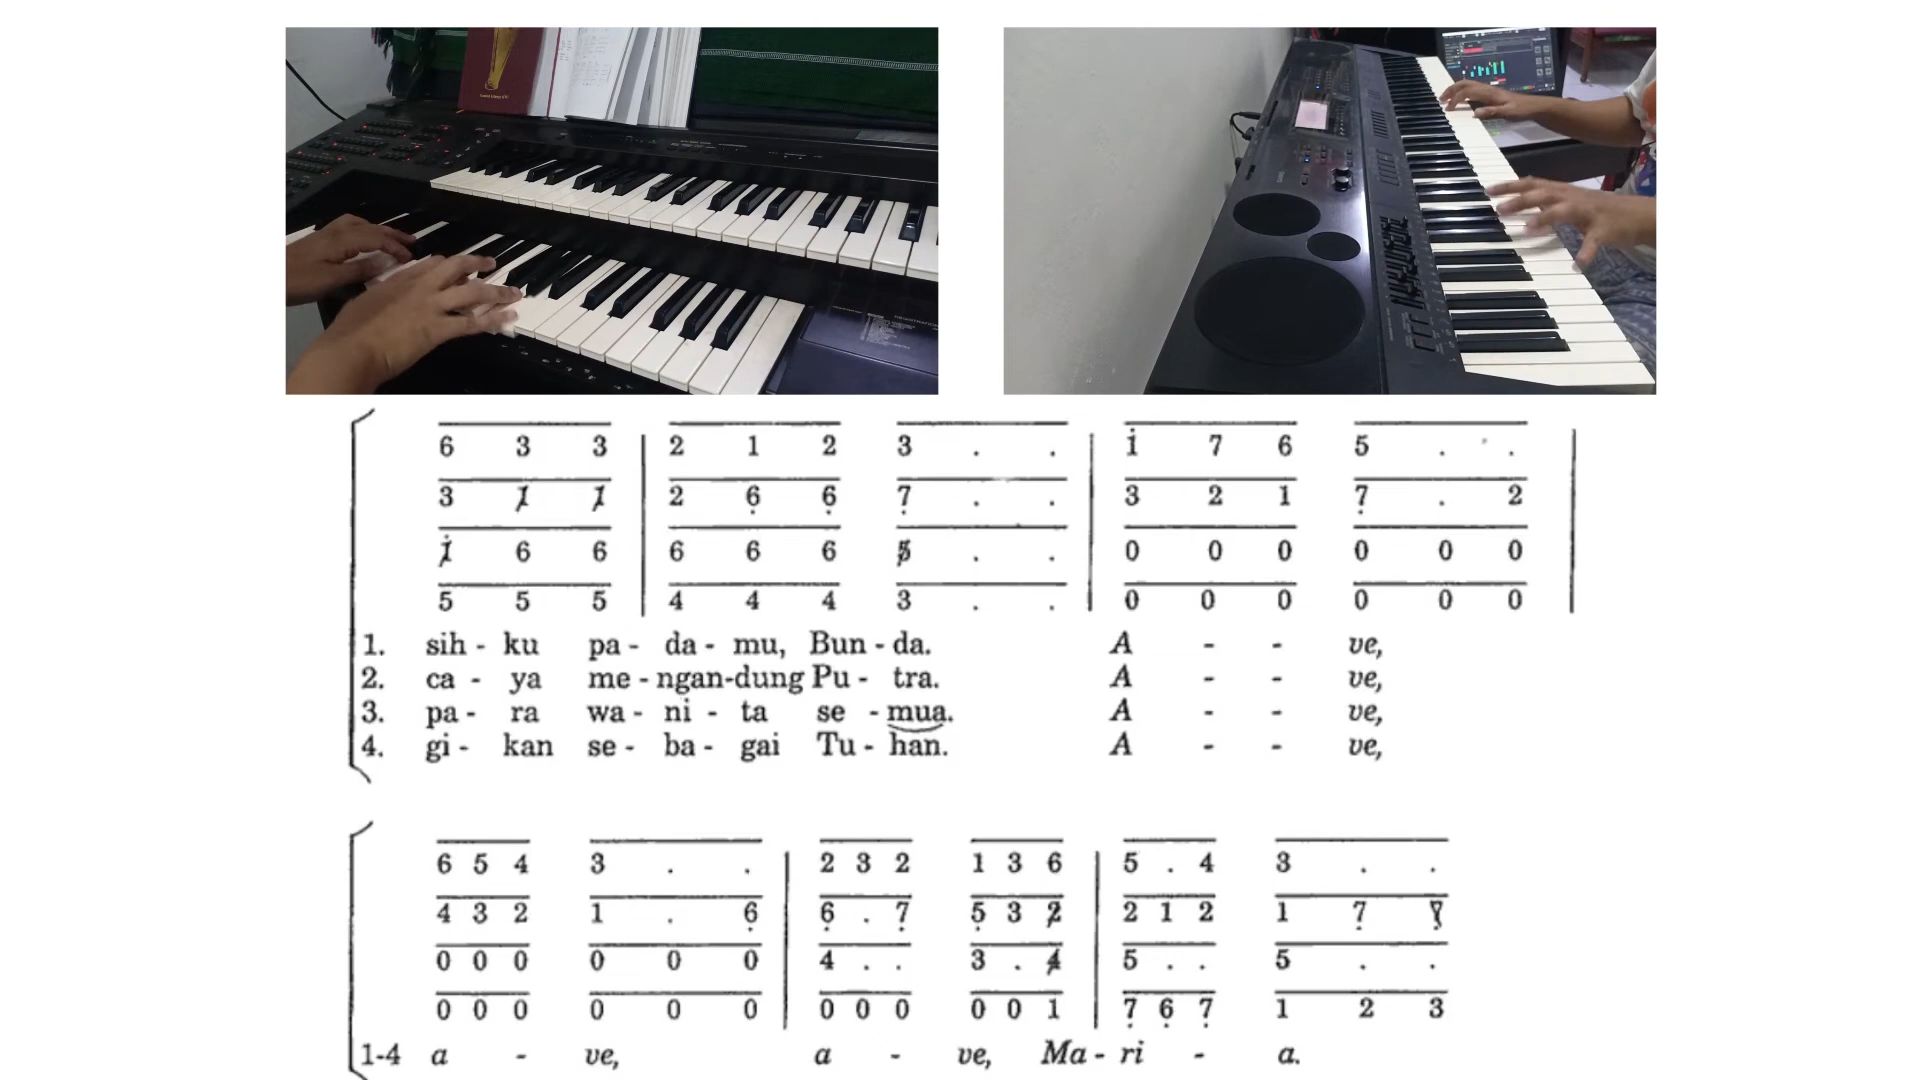 6 3 3 | 2 1 2 3 . . | 1̇ 7 6 5 . . |
3 1̸ 1̸ | 2 6̣ 6̣ 7̣ . . | 3 2 1 7̣ . 2
1̸̇ 6 6 | 6 6 6 5̸ . . | 0 0 0 0 0 0
5 5 5 | 4 4 4 3 . . | 0 0 0 0 0 0
1. sih - ku pa - da - mu, Bun - da. A - - ve,
2. ca - ya me - ngan-dung Pu - tra. A - - ve,
3. pa - ra wa - ni - ta se - mua. A - - ve,
4. gi - kan se - ba - gai Tu - han. A - - ve,
6 5 4 3 . . | 2 3 2 1 3 6 | 5 . 4 3 . .
4 3 2 1 . 6̣ | 6̣ . 7̣ 5̣ 3 2̸ | 2 1 2 1 7̣ 7̸̣
0 0 0 0 0 0 | 4 . . 3 . 4̸ | 5 . . 5 . .
0 0 0 0 0 0 | 0 0 0 0 0 1 | 7̣ 6̣ 7̣ 1 2 3
1-4 a - ve, a - ve, Ma - ri - a.